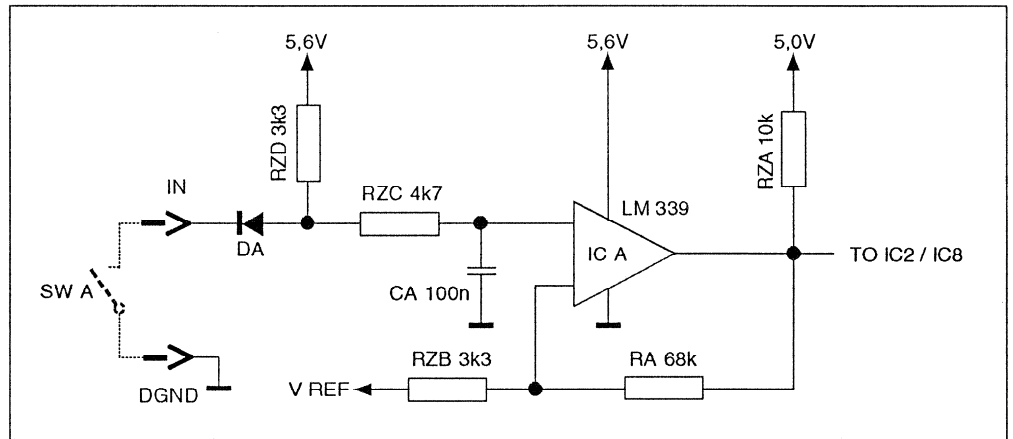 5,6V
5,6V
5,0V
RZD 3k3
RZA 10k
IN
RZC 4k7
LM 339
DA
IC A
TO IC2 / IC8
SW A
CA 100n
RZB 3k3
RA 68k
V REF
DGND